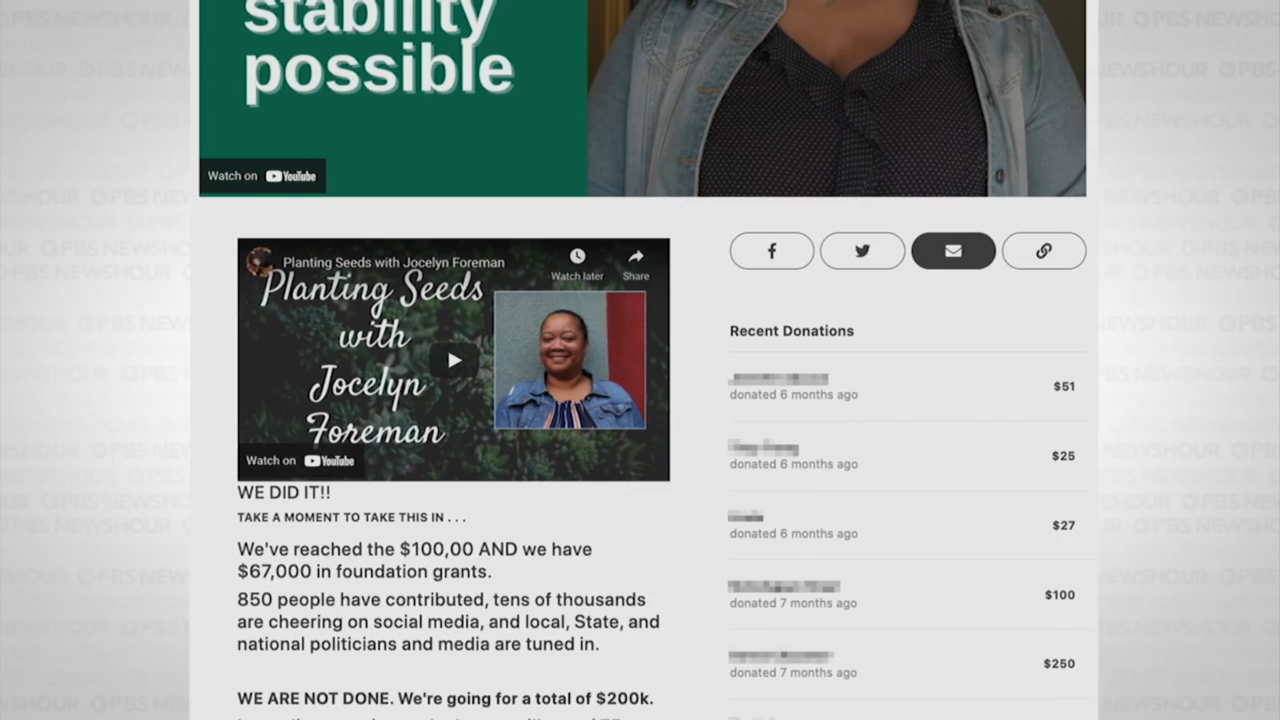 stability
possible
Watch on YouTube
Planting Seeds with Jocelyn Foreman
Watch later
Share
Planting Seeds
with
Jocelyn
Foreman
Watch on YouTube
WE DID IT!!
TAKE A MOMENT TO TAKE THIS IN . . .
We've reached the $100,00 AND we have
$67,000 in foundation grants.
850 people have contributed, tens of thousands
are cheering on social media, and local, State, and
national politicians and media are tuned in.
WE ARE NOT DONE. We're going for a total of $200k.
Recent Donations
donated 6 months ago
$51
donated 6 months ago
$25
donated 6 months ago
$27
donated 7 months ago
$100
donated 7 months ago
$250
PBS NEWSHOUR